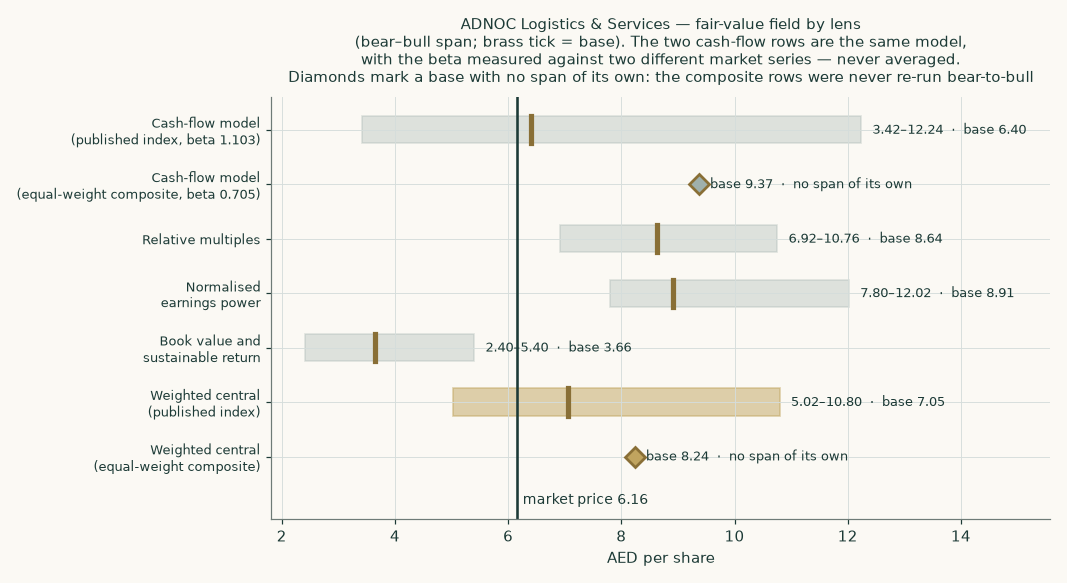 ADNOC Logistics & Services — fair-value field by lens
(bear–bull span; brass tick = base). The two cash-flow rows are the same model,
with the beta measured against two different market series — never averaged.
Diamonds mark a base with no span of its own: the composite rows were never re-run bear-to-bull
Cash-flow model
(published index, beta 1.103)
3.42–12.24 · base 6.40
Cash-flow model
(equal-weight composite, beta 0.705)
base 9.37 · no span of its own
Relative multiples
6.92–10.76 · base 8.64
Normalised
earnings power
7.80–12.02 · base 8.91
Book value and
sustainable return
2.40–5.40 · base 3.66
Weighted central
(published index)
5.02–10.80 · base 7.05
Weighted central
(equal-weight composite)
base 8.24 · no span of its own
market price 6.16
2 4 6 8 10 12 14
AED per share